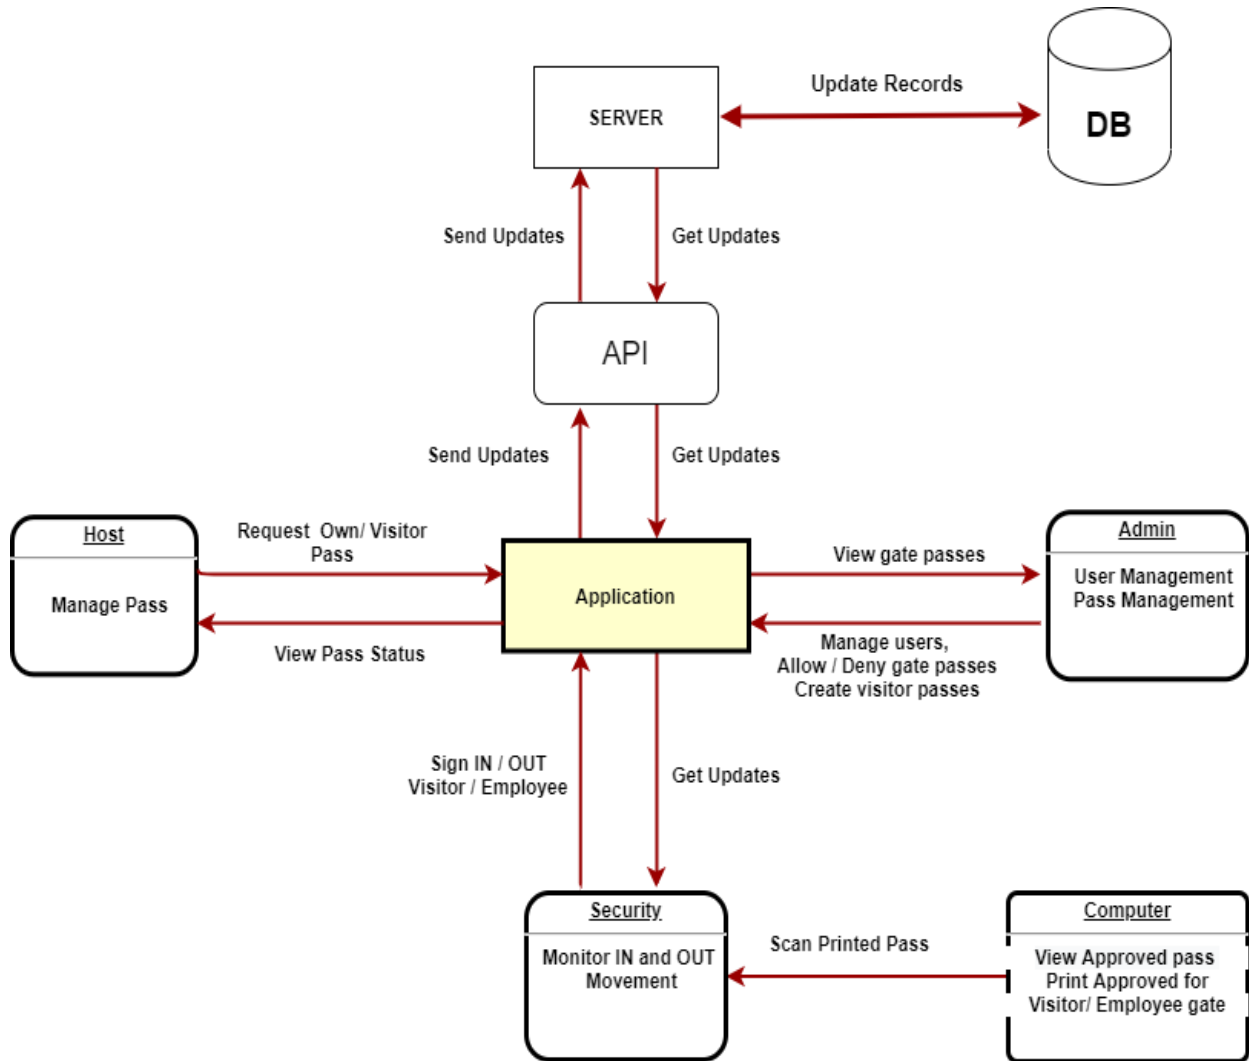 Update Records
SERVER
DB
Send Updates
Get Updates
API
Send Updates
Get Updates
Host
Manage Pass
Request Own/ Visitor
Pass
View Pass Status
Application
View gate passes
Manage users,
Allow / Deny gate passes
Create visitor passes
Admin
User Management
Pass Management
Sign IN / OUT
Visitor / Employee
Get Updates
Security
Monitor IN and OUT
Movement
Scan Printed Pass
Computer
View Approved pass
Print Approved for
Visitor/ Employee gate